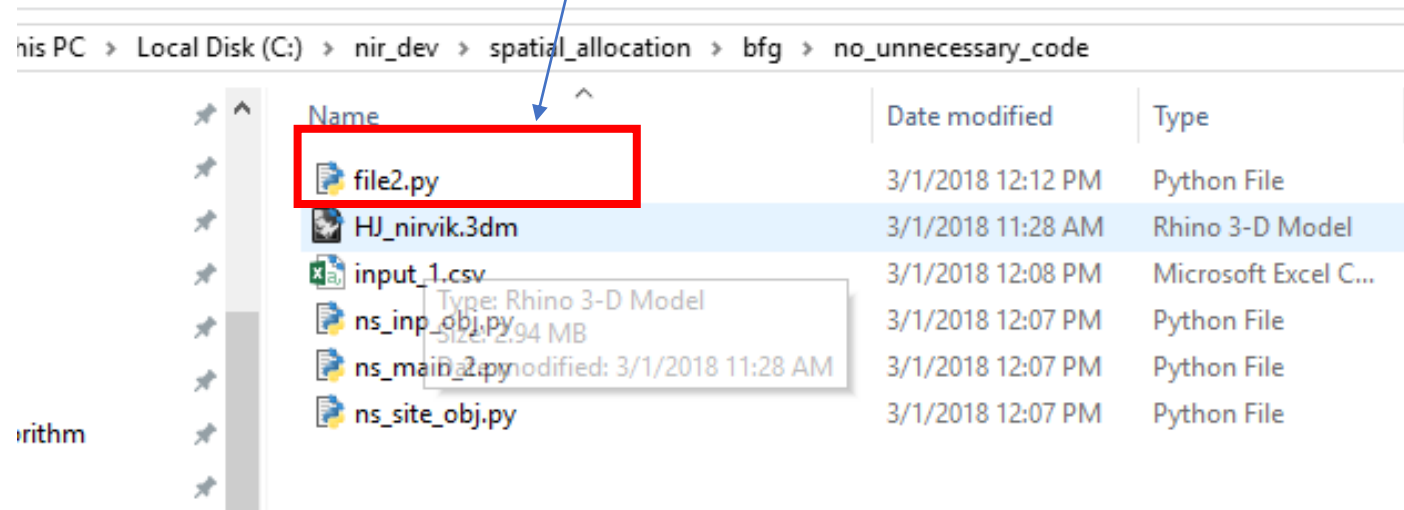 his PC > Local Disk (C:) > nir_dev > spatial_allocation > bfg > no_unnecessary_code
Name Date modified Type
file2.py 3/1/2018 12:12 PM Python File
HJ_nirvik.3dm 3/1/2018 11:28 AM Rhino 3-D Model
input_1.csv 3/1/2018 12:08 PM Microsoft Excel C...
Type: Rhino 3-D Model
ns_inp_obj.py 3/1/2018 12:07 PM Python File
Size: 2.94 MB
ns_main_2.py 3/1/2018 12:07 PM Python File
Date modified: 3/1/2018 11:28 AM
ns_site_obj.py 3/1/2018 12:07 PM Python File
orithm